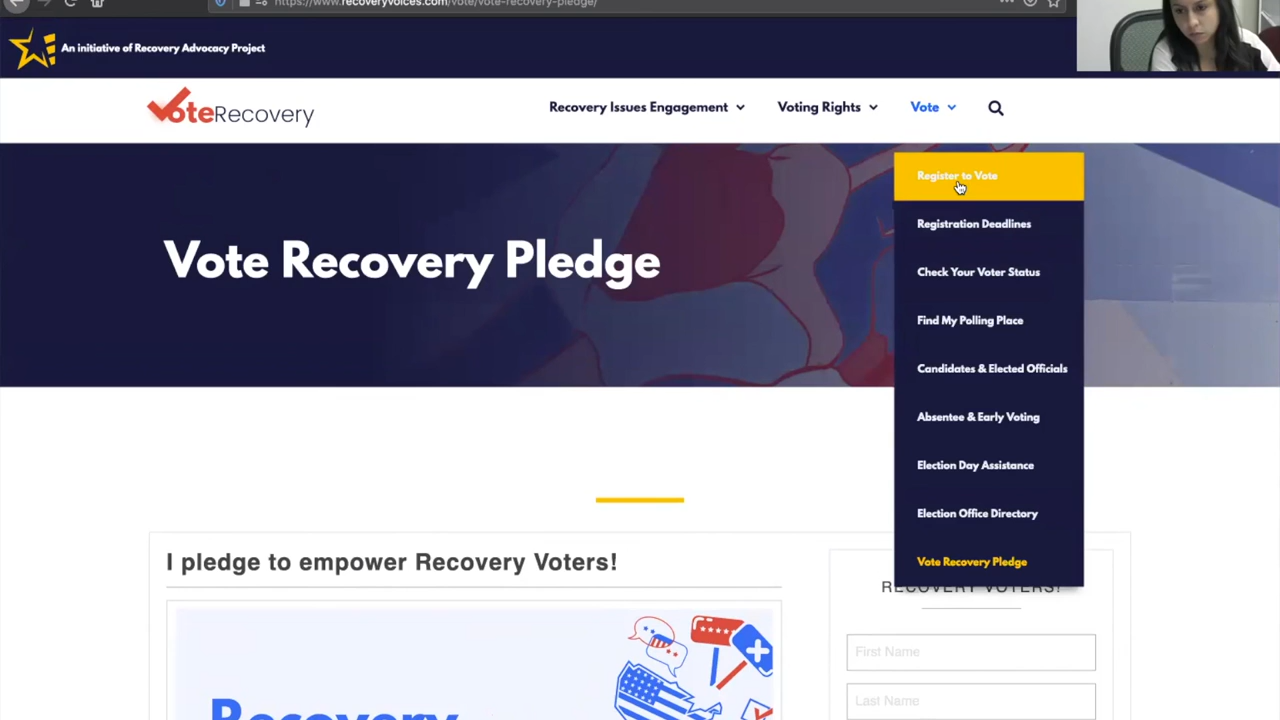 https://www.recoveryvoices.com/vote/vote-recovery-pledge/
An initiative of Recovery Advocacy Project
VoteRecovery
Recovery Issues Engagement
Voting Rights
Vote
Register to Vote
Registration Deadlines
Check Your Voter Status
Find My Polling Place
Candidates & Elected Officials
Absentee & Early Voting
Election Day Assistance
Election Office Directory
Vote Recovery Pledge
Vote Recovery Pledge
I pledge to empower Recovery Voters!
Recovery
RECOVERY VOTERS!
First Name
Last Name